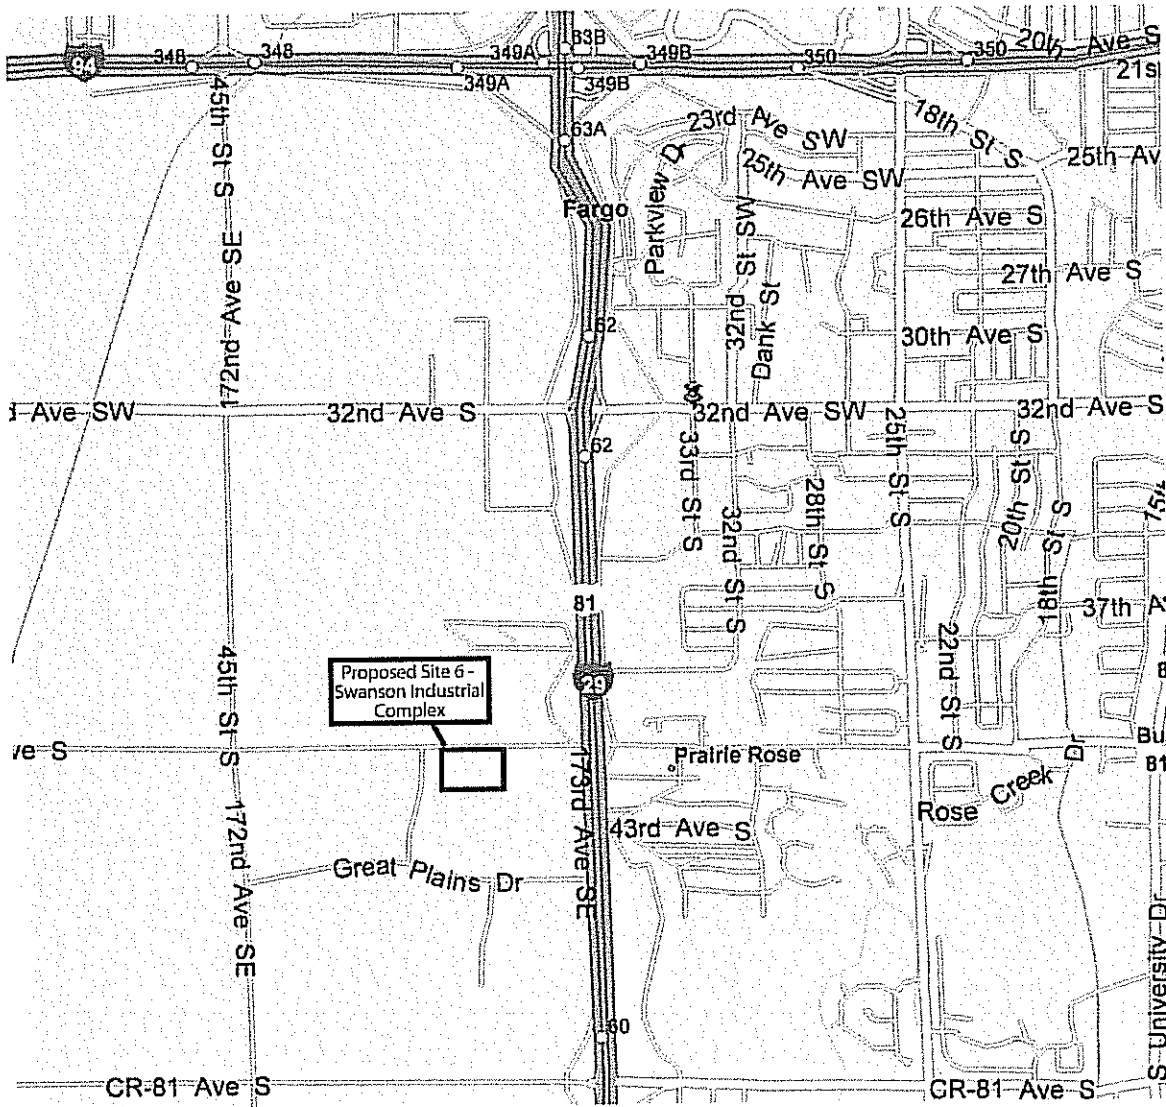 63B
20th Ave S
94
348
348
349A
349B
350
350
349A
349B
21st
63A
23rd Ave SW
18th St S
45th St S
Parkview Dr
25th Ave SW
25th Av
Fargo
26th Ave S
172nd Ave SE
32nd St SW
27th Ave S
Dank St
62
30th Ave S
d Ave SW
32nd Ave S
32nd Ave SW
32nd Ave S
25th St S
33rd St S
20th St S
62
28th St S
32nd St S
18th St S
81
37th A
45th St S
22nd St S
Proposed Site 6 -
Swanson Industrial
Complex
29
ve S
Prairie Rose
Bu
81
173rd Ave SE
Rose Creek Dr
172nd Ave SE
43rd Ave S
Great Plains Dr
S University Dr
60
CR-81 Ave S
CR-81 Ave S